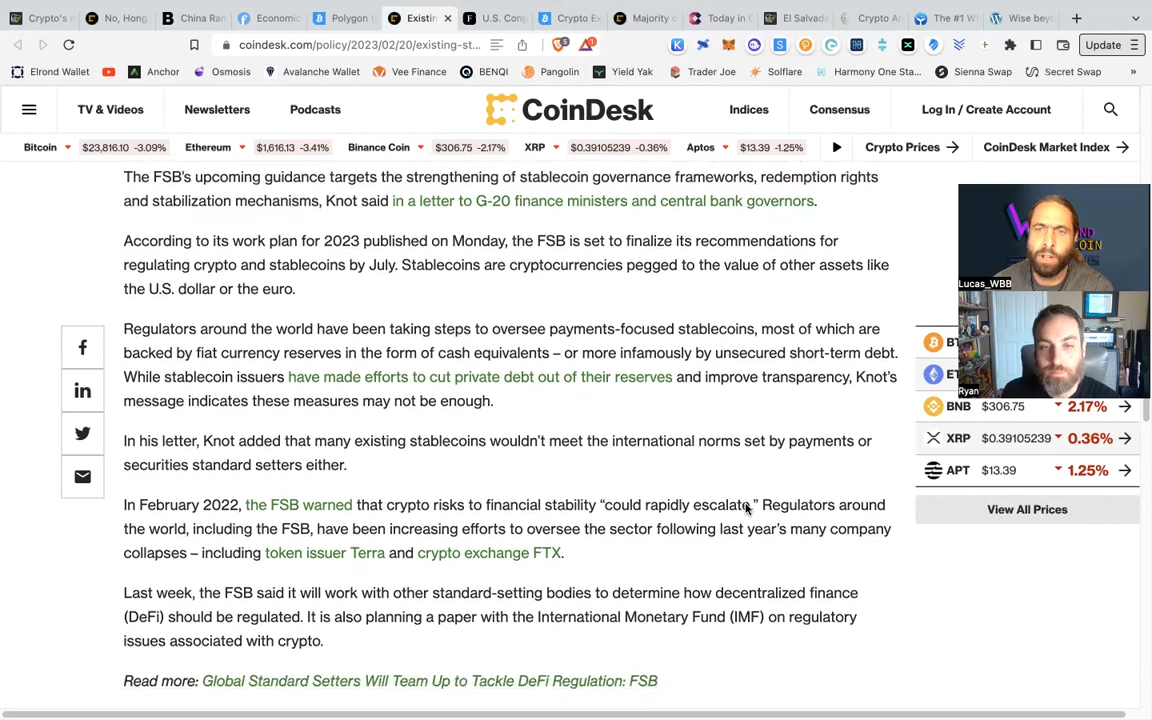 Crypto's r
No, Hong
China Ran
Economic
Polygon (
Existin
U.S. Cong
Crypto Ex
Majority o
Today in C
El Salvado
Crypto An
The #1 W
Wise beyo
coindesk.com/policy/2023/02/20/existing-st...
Update
Elrond Wallet
Anchor
Osmosis
Avalanche Wallet
Vee Finance
BENQI
Pangolin
Yield Yak
Trader Joe
Solflare
Harmony One Sta...
Sienna Swap
Secret Swap
»
TV & Videos
Newsletters
Podcasts
CoinDesk
Indices
Consensus
Log In / Create Account
Bitcoin $23,816.10 -3.09%
Ethereum $1,616.13 -3.41%
Binance Coin $306.75 -2.17%
XRP $0.39105239 -0.36%
Aptos $13.39 -1.25%
Crypto Prices
CoinDesk Market Index
The FSB's upcoming guidance targets the strengthening of stablecoin governance frameworks, redemption rights
and stabilization mechanisms, Knot said in a letter to G-20 finance ministers and central bank governors.
According to its work plan for 2023 published on Monday, the FSB is set to finalize its recommendations for
regulating crypto and stablecoins by July. Stablecoins are cryptocurrencies pegged to the value of other assets like
the U.S. dollar or the euro.
Regulators around the world have been taking steps to oversee payments-focused stablecoins, most of which are
backed by fiat currency reserves in the form of cash equivalents – or more infamously by unsecured short-term debt.
While stablecoin issuers have made efforts to cut private debt out of their reserves and improve transparency, Knot's
message indicates these measures may not be enough.
In his letter, Knot added that many existing stablecoins wouldn't meet the international norms set by payments or
securities standard setters either.
In February 2022, the FSB warned that crypto risks to financial stability “could rapidly escalate.” Regulators around
the world, including the FSB, have been increasing efforts to oversee the sector following last year's many company
collapses – including token issuer Terra and crypto exchange FTX.
Last week, the FSB said it will work with other standard-setting bodies to determine how decentralized finance
(DeFi) should be regulated. It is also planning a paper with the International Monetary Fund (IMF) on regulatory
issues associated with crypto.
Read more: Global Standard Setters Will Team Up to Tackle DeFi Regulation: FSB
Lucas_WBB
Ryan
BNB $306.75 2.17%
XRP $0.39105239 0.36%
APT $13.39 1.25%
View All Prices